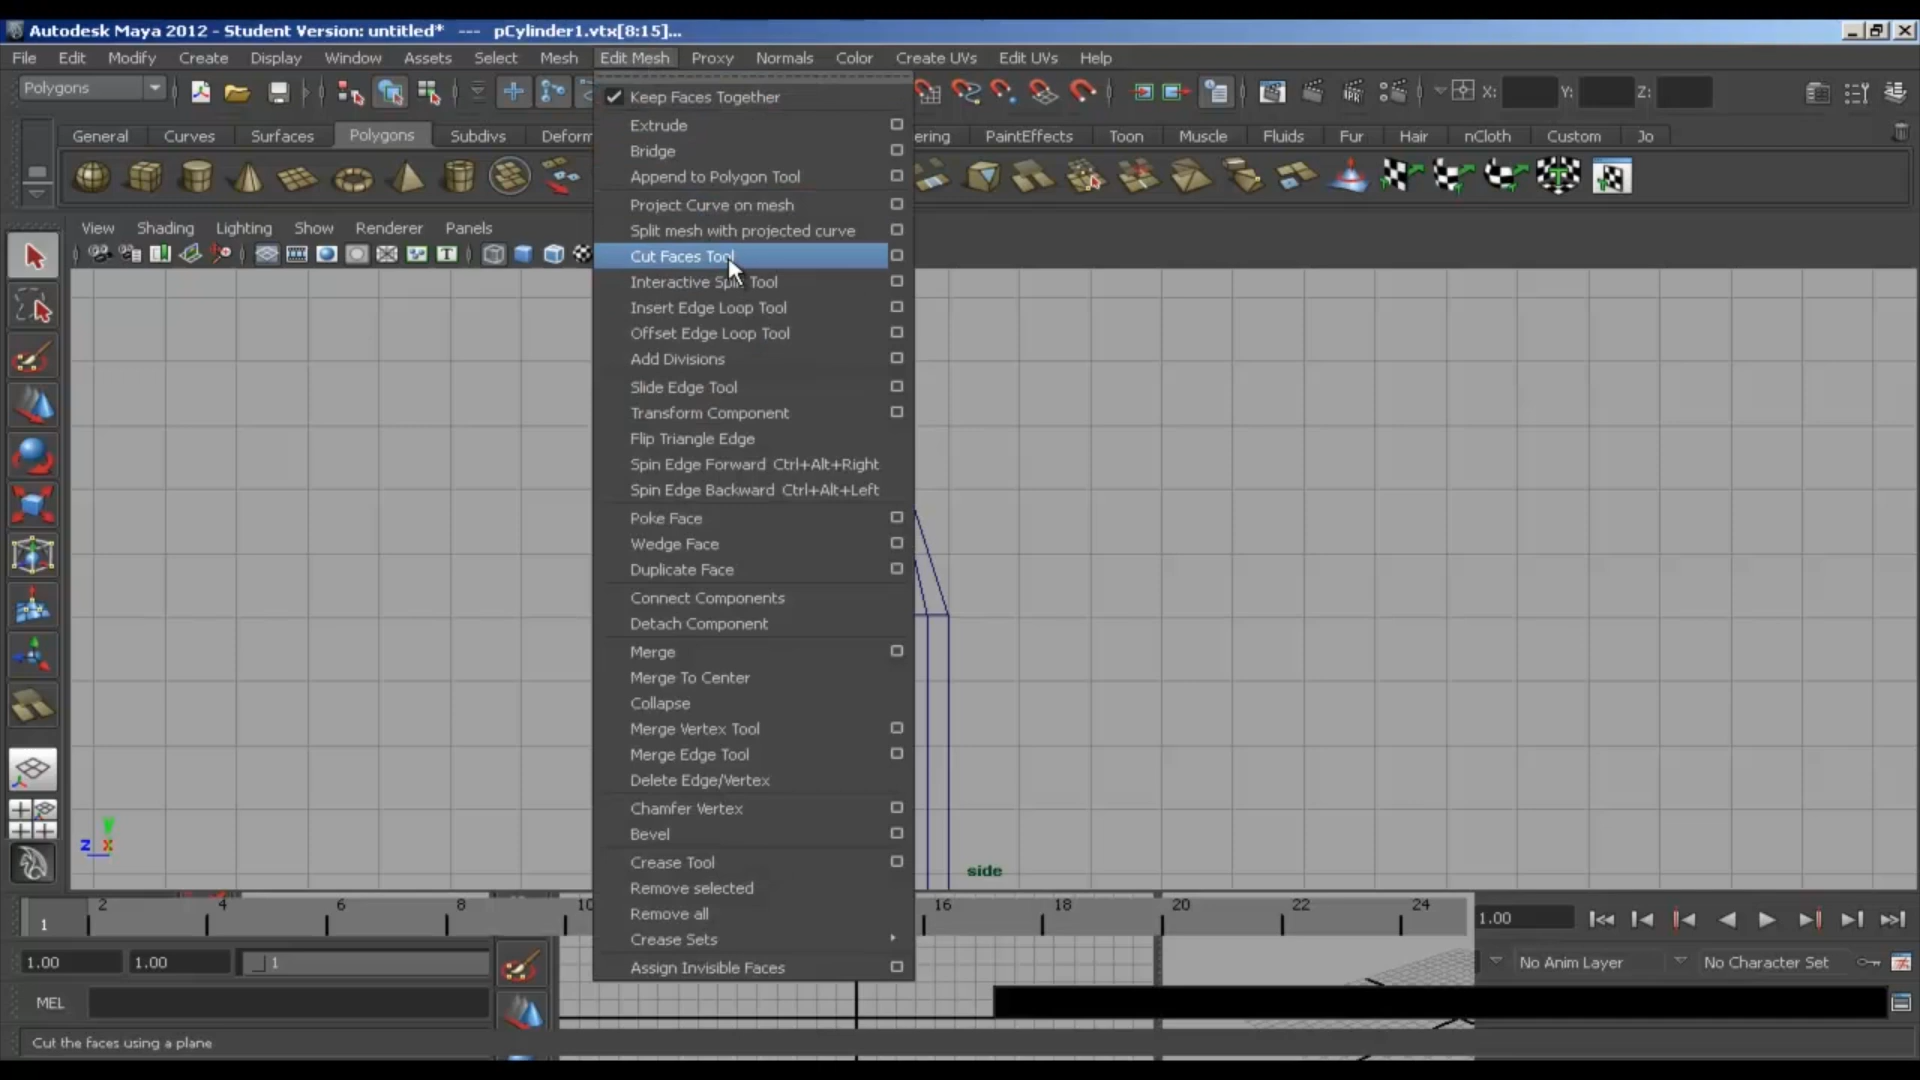 Autodesk Maya 2012 - Student Version: untitled* --- pCylinder1.vtx[8:15]...
File Edit Modify Create Display Window Assets Select Mesh Edit Mesh Proxy Normals Color Create UVs Edit UVs Help
Polygons X: Y: Z:
General Curves Surfaces Polygons Subdivs Deform ering PaintEffects Toon Muscle Fluids Fur Hair nCloth Custom Jo
View Shading Lighting Show Renderer Panels
Keep Faces Together
Extrude
Bridge
Append to Polygon Tool
Project Curve on mesh
Split mesh with projected curve
Cut Faces Tool
Interactive Split Tool
Insert Edge Loop Tool
Offset Edge Loop Tool
Add Divisions
Slide Edge Tool
Transform Component
Flip Triangle Edge
Spin Edge Forward Ctrl+Alt+Right
Spin Edge Backward Ctrl+Alt+Left
Poke Face
Wedge Face
Duplicate Face
Connect Components
Detach Component
Merge
Merge To Center
Collapse
Merge Vertex Tool
Merge Edge Tool
Delete Edge/Vertex
Chamfer Vertex
Bevel
Crease Tool
Remove selected
Remove all
Crease Sets
Assign Invisible Faces
y
z x
side
1 2 4 6 8 10 16 18 20 22 24 1.00
1.00 1.00 1 No Anim Layer No Character Set
MEL
Cut the faces using a plane